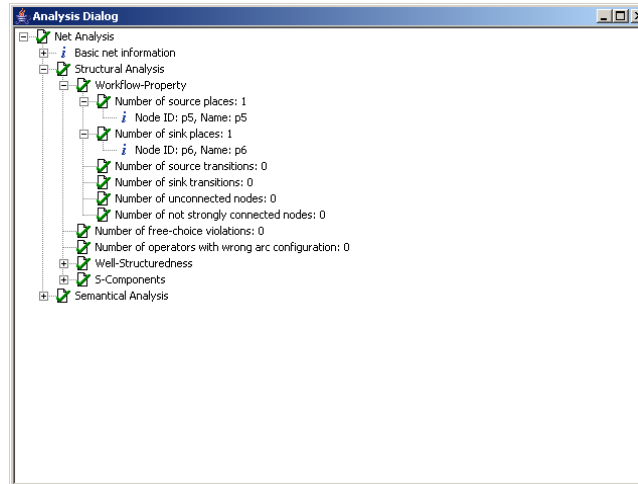 Analysis Dialog
Net Analysis
i Basic net information
Structural Analysis
Workflow-Property
Number of source places: 1
i Node ID: p5, Name: p5
Number of sink places: 1
i Node ID: p6, Name: p6
Number of source transitions: 0
Number of sink transitions: 0
Number of unconnected nodes: 0
Number of not strongly connected nodes: 0
Number of free-choice violations: 0
Number of operators with wrong arc configuration: 0
Well-Structuredness
S-Components
Semantical Analysis